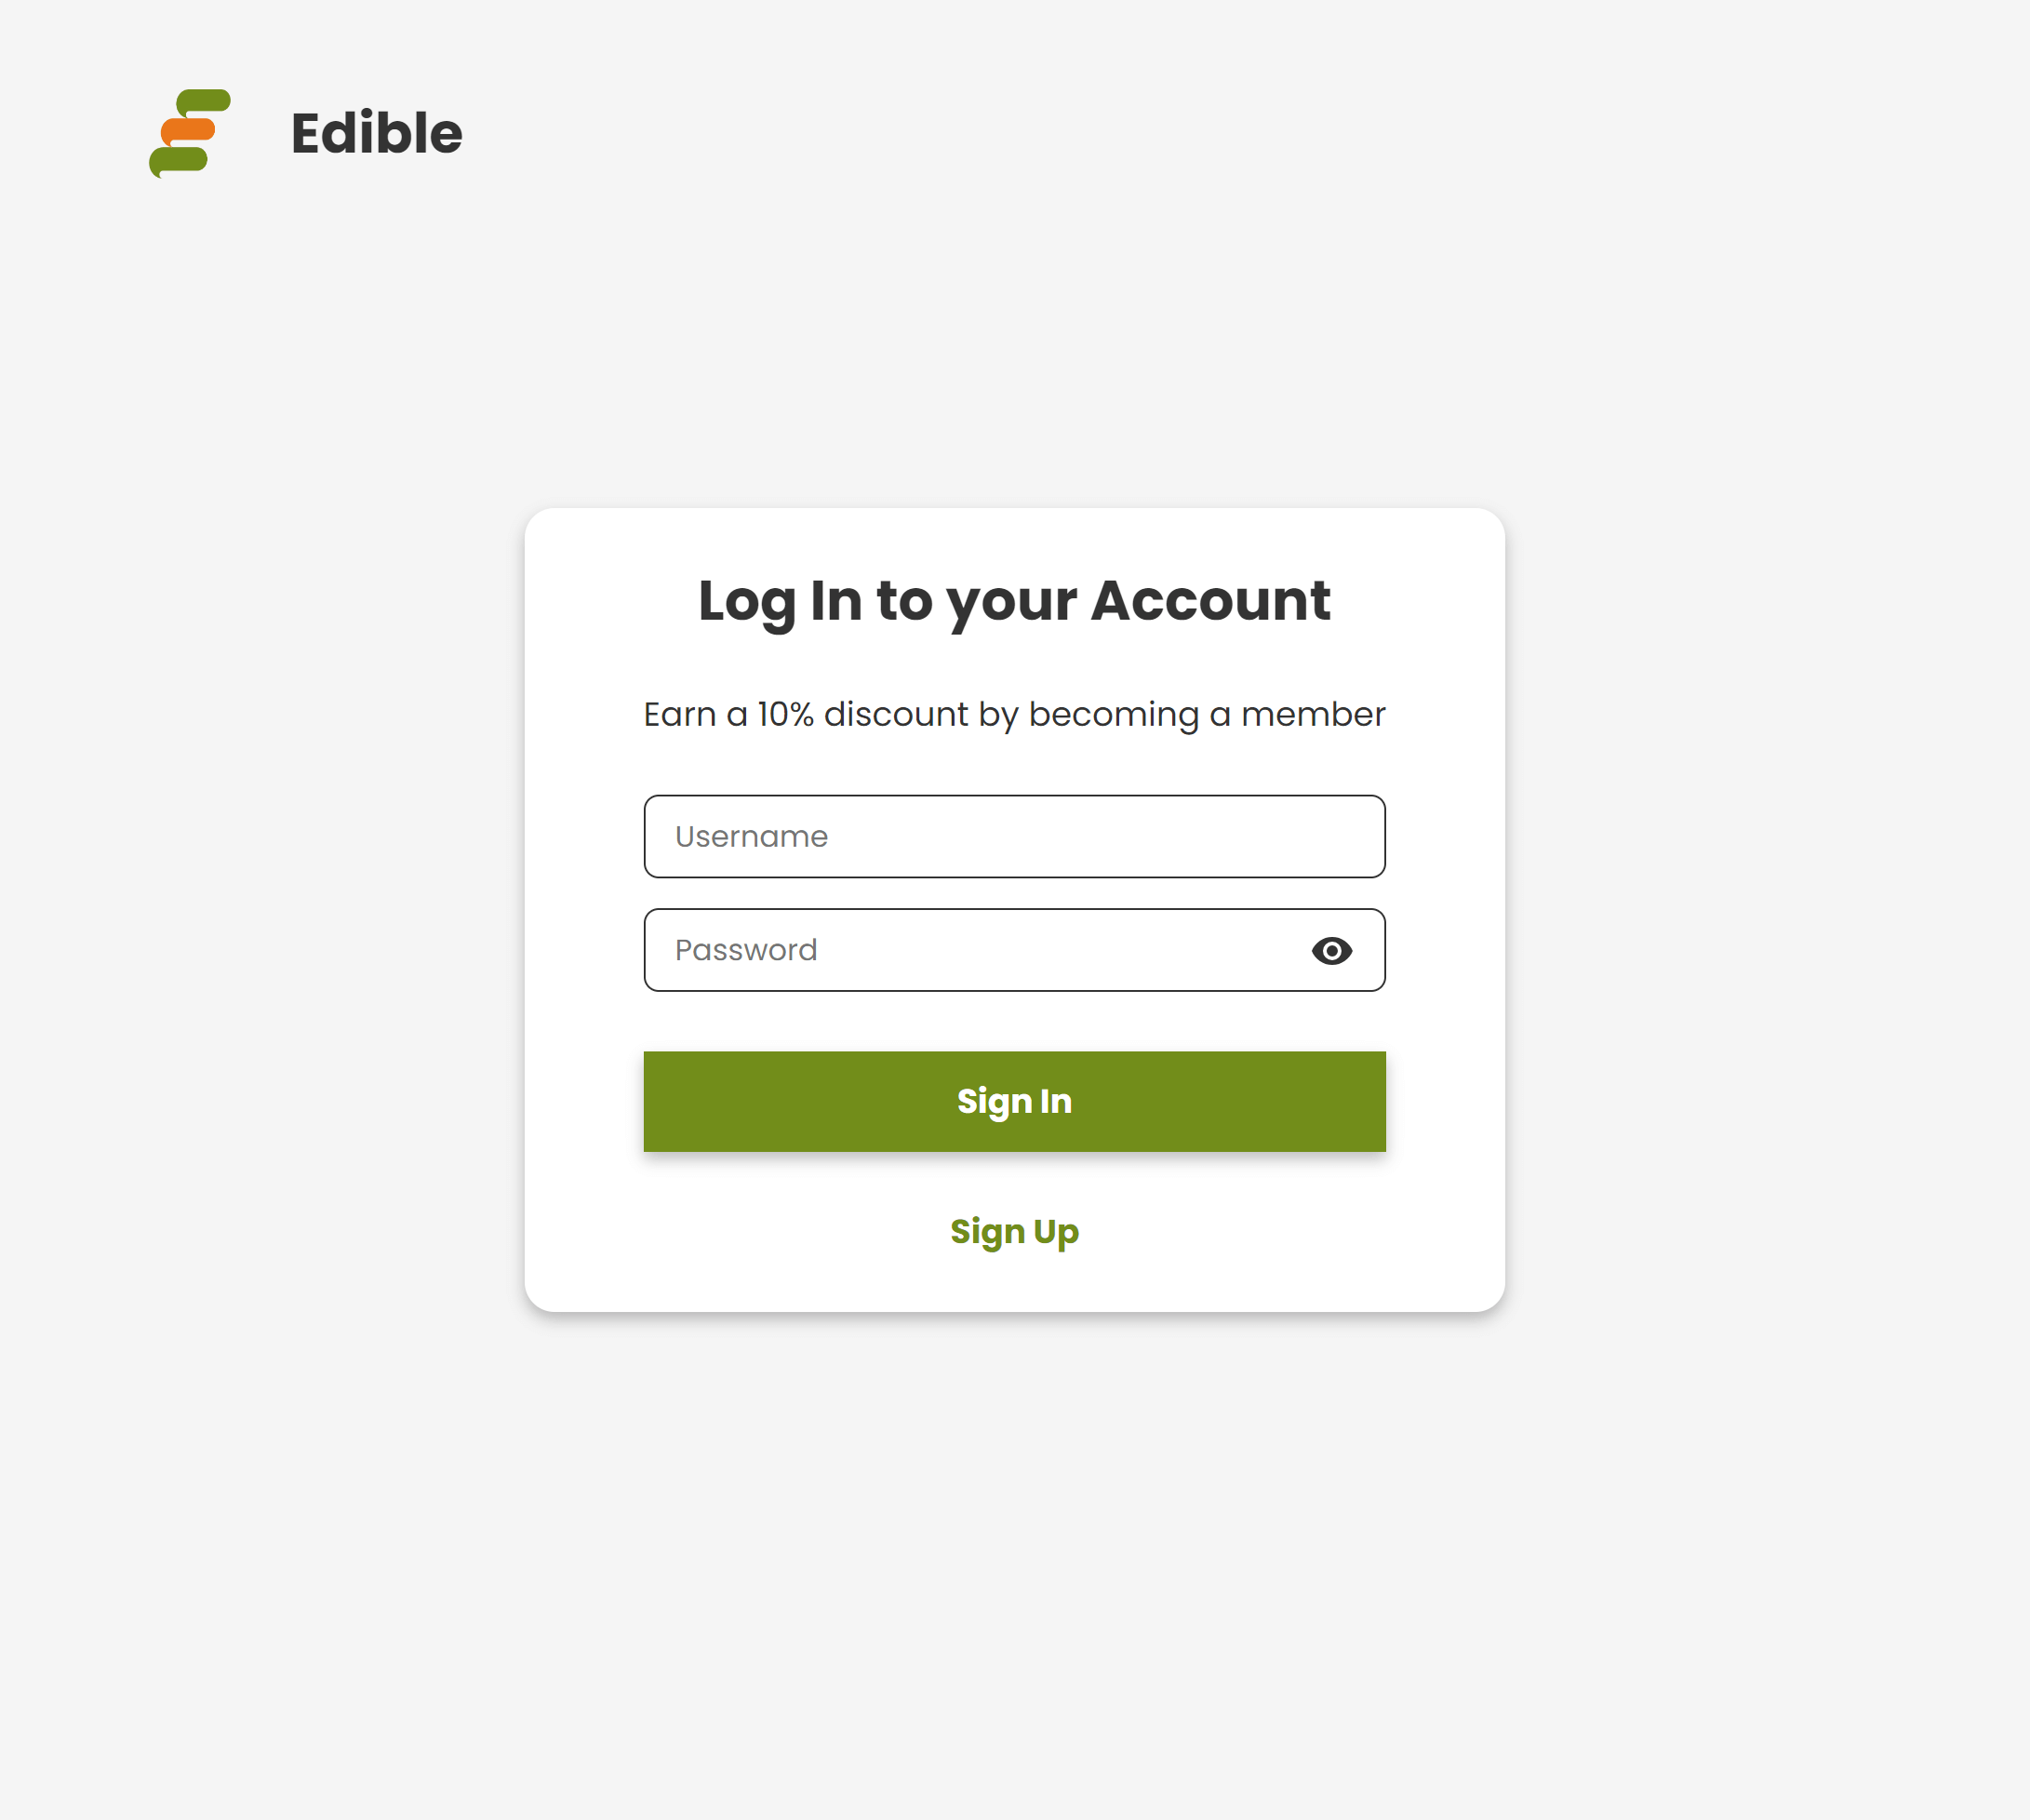 Edible
Log In to your Account
Earn a 10% discount by becoming a member
Username
Password
Sign In
Sign Up